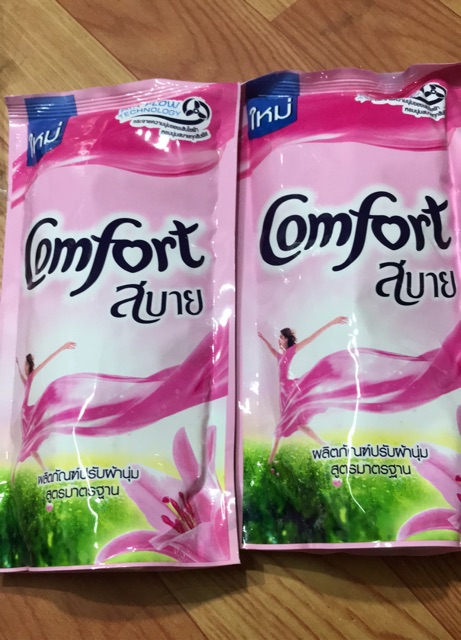 ใหม่
FLOW
TECHNOLOGY
Comfort
สบาย
ผลิตภัณฑ์ปรับผ้านุ่ม
สูตรมาตรฐาน
ใหม่
Comfort
สบาย
ผลิตภัณฑ์ปรับผ้านุ่ม
สูตรมาตรฐาน